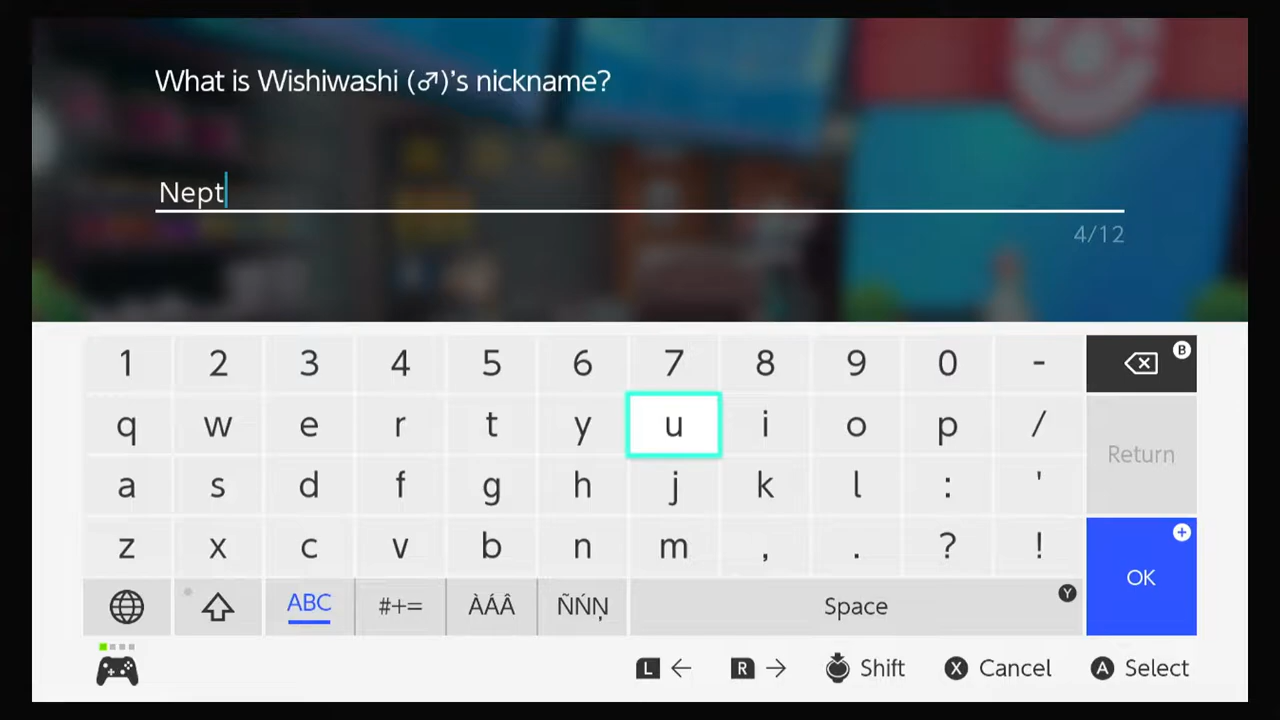 What is Wishiwashi (♂)'s nickname?
Nept
4/12
1 2 3 4 5 6 7 8 9 0 - B
q w e r t y u i o p /
Return
a s d f g h j k l : '
z x c v b n m , . ? ! +
OK
ABC #+= ÀÁÂ ÑŃṆ Space Y
L ← R → Shift X Cancel A Select